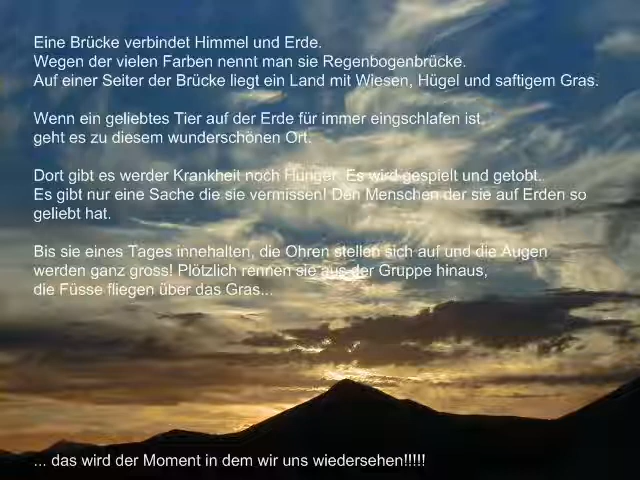 Eine Brücke verbindet Himmel und Erde.
Wegen der vielen Farben nennt man sie Regenbogenbrücke.
Auf einer Seiter der Brücke liegt ein Land mit Wiesen, Hügel und saftigem Gras.
Wenn ein geliebtes Tier auf der Erde für immer eingschlafen ist,
geht es zu diesem wunderschönen Ort.
Dort gibt es werder Krankheit noch Hunger. Es wird gespielt und getobt..
Es gibt nur eine Sache die sie vermissen! Den Menschen der sie auf Erden so
geliebt hat.
Bis sie eines Tages innehalten, die Ohren stellen sich auf und die Augen
werden ganz gross! Plötzlich rennen sie aus der Gruppe hinaus,
die Füsse fliegen über das Gras...
... das wird der Moment in dem wir uns wiedersehen!!!!!